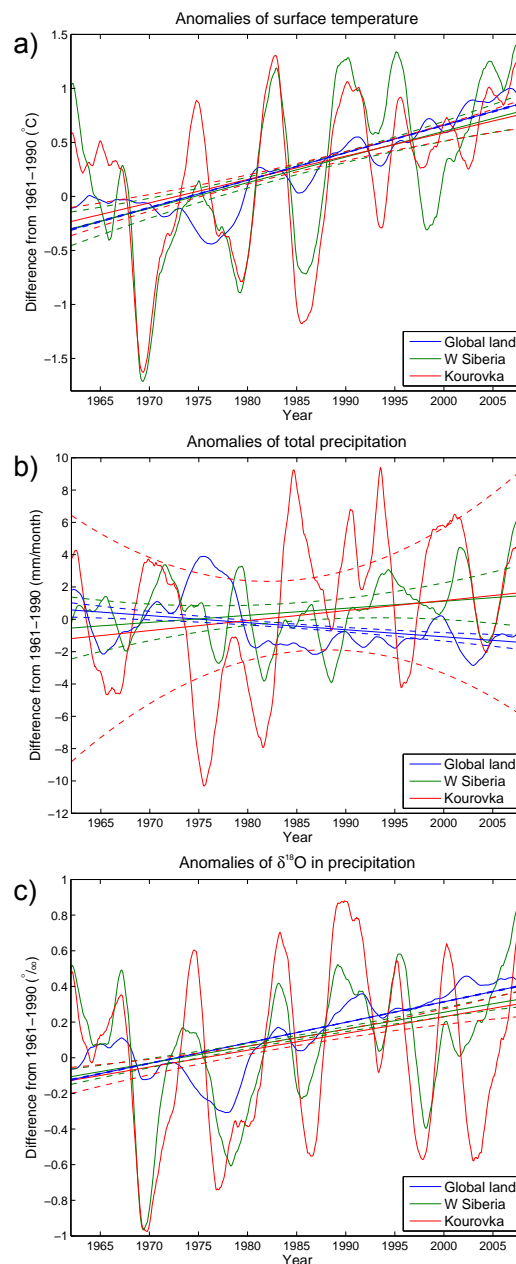 a)
Anomalies of surface temperature
Difference from 1961−1990 (°C)
1.5
1
0.5
0
−0.5
−1
−1.5
1965 1970 1975 1980 1985 1990 1995 2000 2005
Year
Global land
W Siberia
Kourovka
b)
Anomalies of total precipitation
Difference from 1961−1990 (mm/month)
10
8
6
4
2
0
−2
−4
−6
−8
−10
−12
1965 1970 1975 1980 1985 1990 1995 2000 2005
Year
Global land
W Siberia
Kourovka
c)
Anomalies of δ¹⁸O in precipitation
Difference from 1961−1990 (°/₀₀)
1
0.8
0.6
0.4
0.2
0
−0.2
−0.4
−0.6
−0.8
−1
1965 1970 1975 1980 1985 1990 1995 2000 2005
Year
Global land
W Siberia
Kourovka